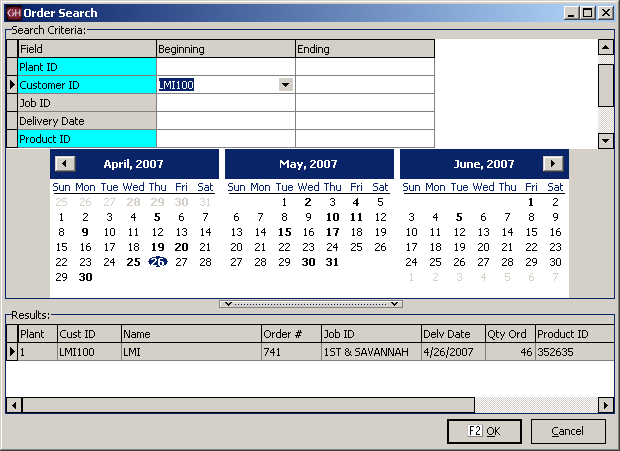 GH Order Search
Search Criteria:
Field Beginning Ending
Plant ID
Customer ID LMI100
Job ID
Delivery Date
Product ID
April, 2007 May, 2007 June, 2007
Sun Mon Tue Wed Thu Fri Sat Sun Mon Tue Wed Thu Fri Sat Sun Mon Tue Wed Thu Fri Sat
25 26 27 28 29 30 31 1 2 3 4 5 1 2
1 2 3 4 5 6 7 6 7 8 9 10 11 12 3 4 5 6 7 8 9
8 9 10 11 12 13 14 13 14 15 16 17 18 19 10 11 12 13 14 15 16
15 16 17 18 19 20 21 20 21 22 23 24 25 26 17 18 19 20 21 22 23
22 23 24 25 26 27 28 27 28 29 30 31 24 25 26 27 28 29 30
29 30 1 2 3 4 5 6 7
Results:
Plant Cust ID Name Order # Job ID Delv Date Qty Ord Product ID
1 LMI100 LMI 741 1ST & SAVANNAH 4/26/2007 46 352635
F2 OK Cancel